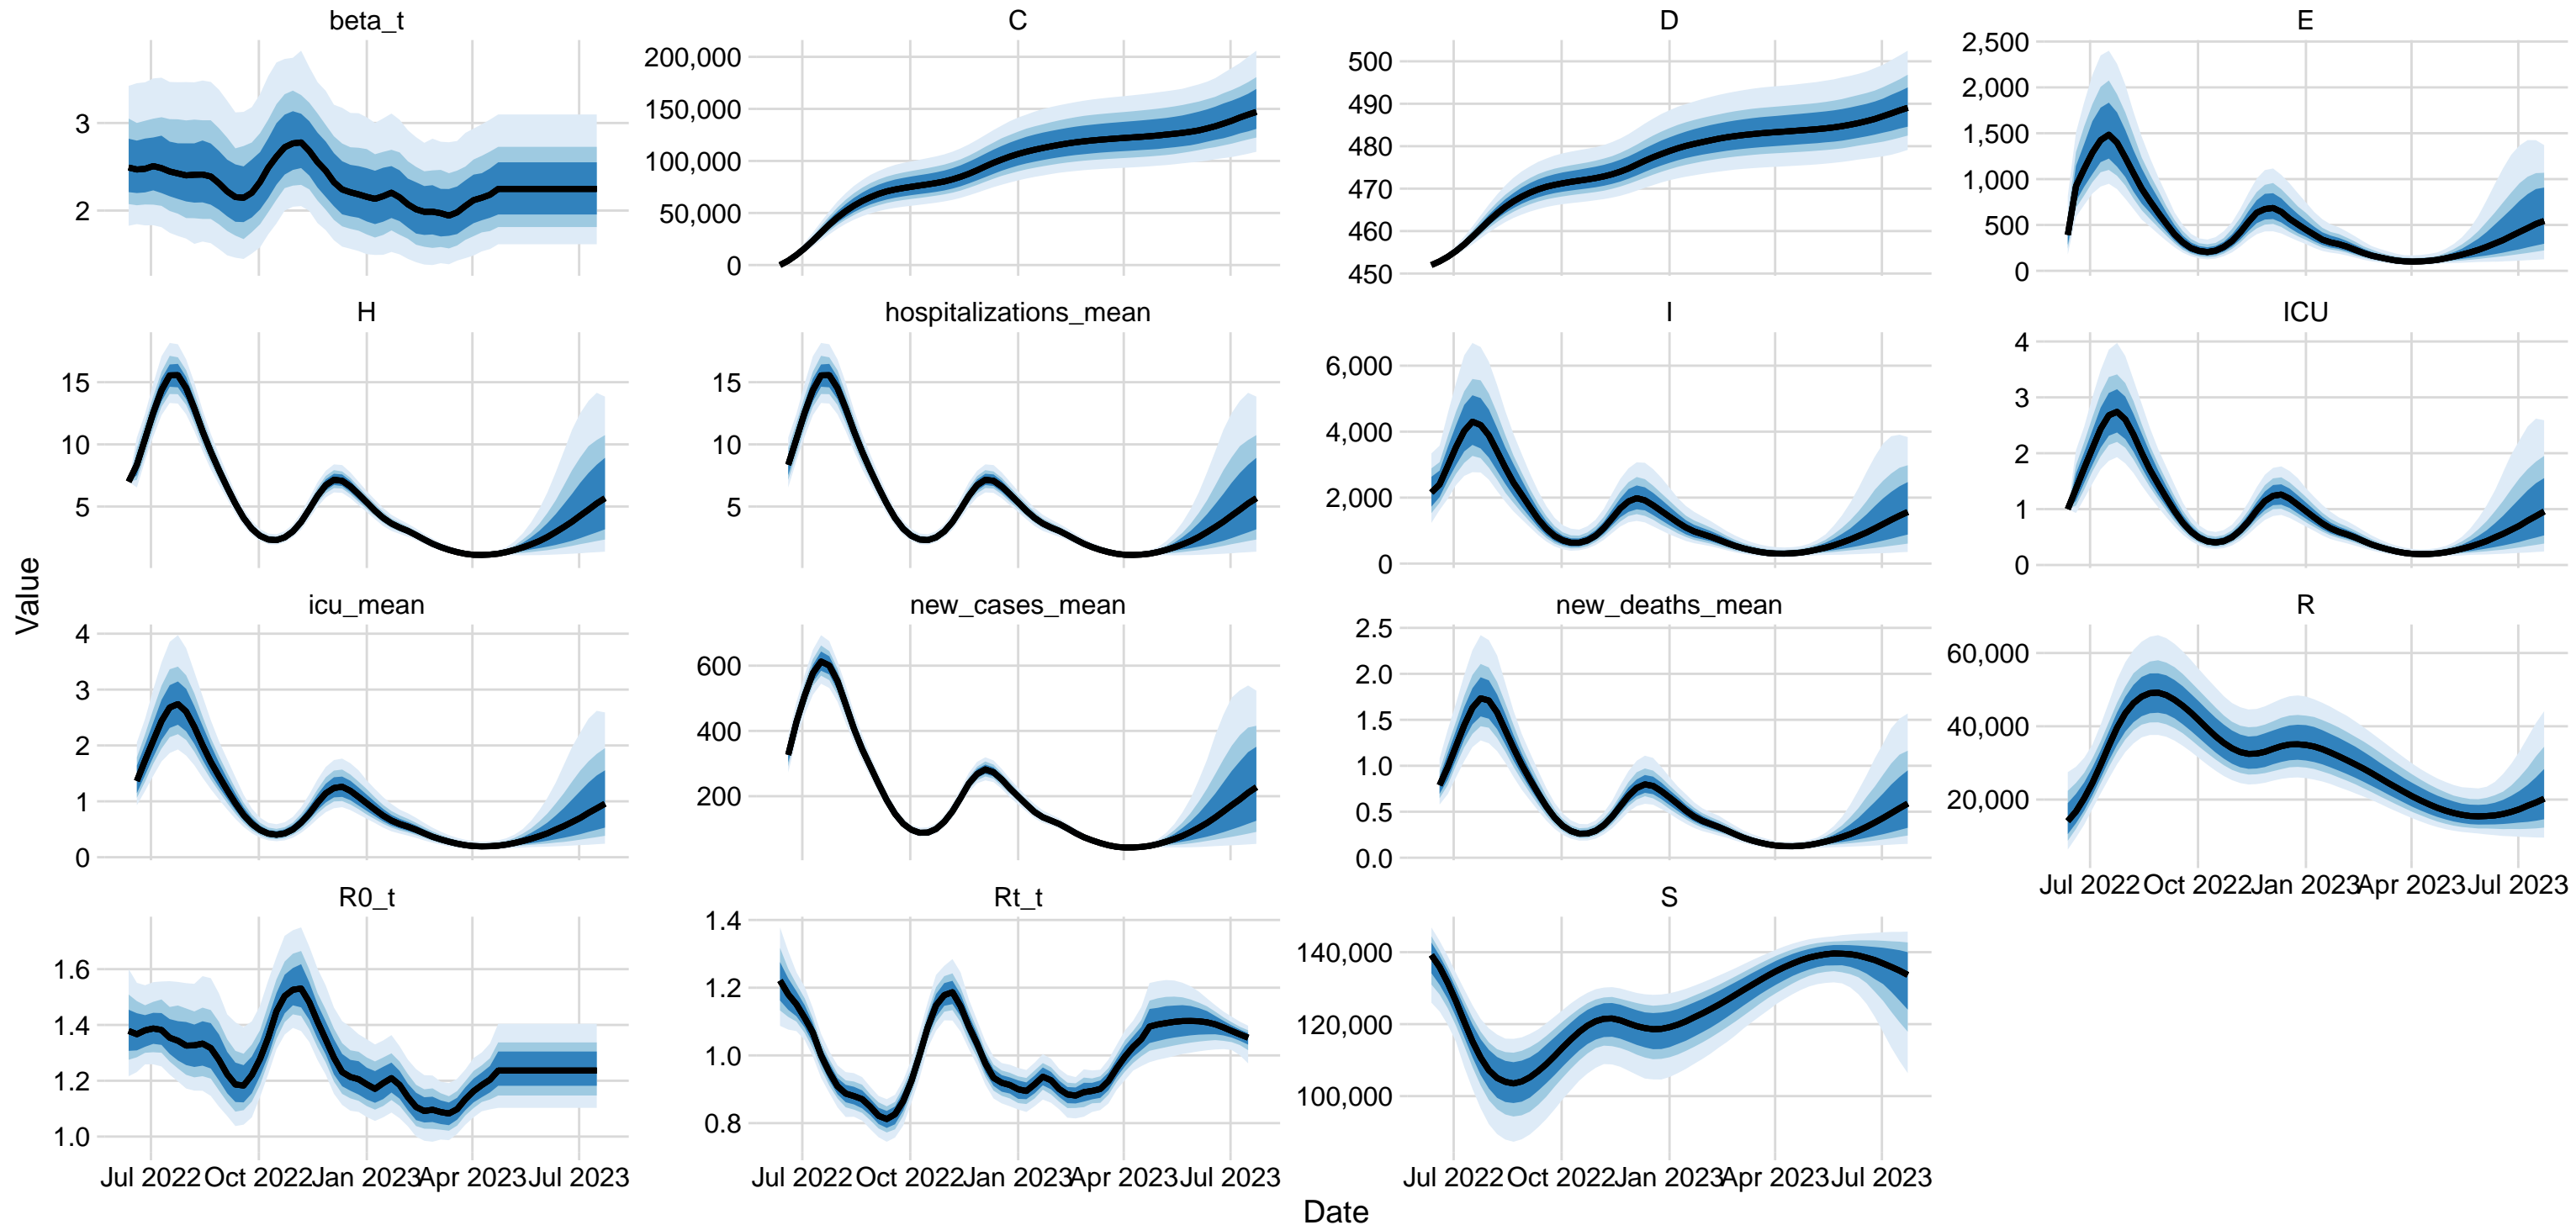 beta_t
C
D
E
3
2
200,000
150,000
100,000
50,000
0
500
490
480
470
460
450
2,500
2,000
1,500
1,000
500
0
H
hospitalizations_mean
I
ICU
15
10
5
15
10
5
6,000
4,000
2,000
0
4
3
2
1
0
Value
icu_mean
new_cases_mean
new_deaths_mean
R
4
3
2
1
0
600
400
200
2.5
2.0
1.5
1.0
0.5
0.0
60,000
40,000
20,000
Jul 2022 Oct 2022 Jan 2023 Apr 2023 Jul 2023
R0_t
Rt_t
S
1.6
1.4
1.2
1.0
1.4
1.2
1.0
0.8
140,000
120,000
100,000
Jul 2022 Oct 2022 Jan 2023 Apr 2023 Jul 2023
Jul 2022 Oct 2022 Jan 2023 Apr 2023 Jul 2023
Jul 2022 Oct 2022 Jan 2023 Apr 2023 Jul 2023
Date